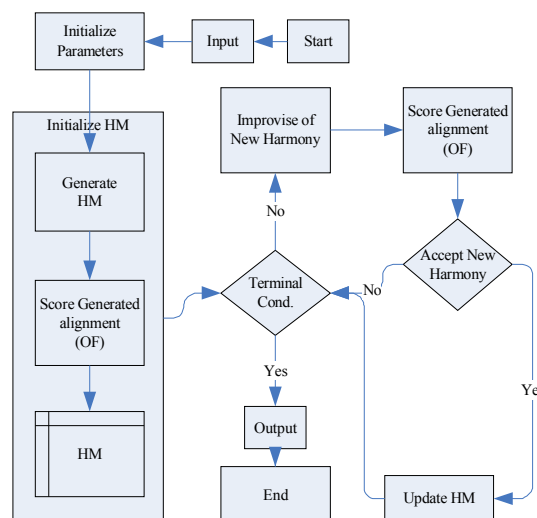 Initialize
Parameters
Input
Start
Initialize HM
Generate
HM
Score Generated
alignment
(OF)
HM
Improvise of
New Harmony
Score Generated
alignment
(OF)
No
Terminal
Cond.
Accept New
Harmony
No
Yes
Ye
Output
End
Update HM